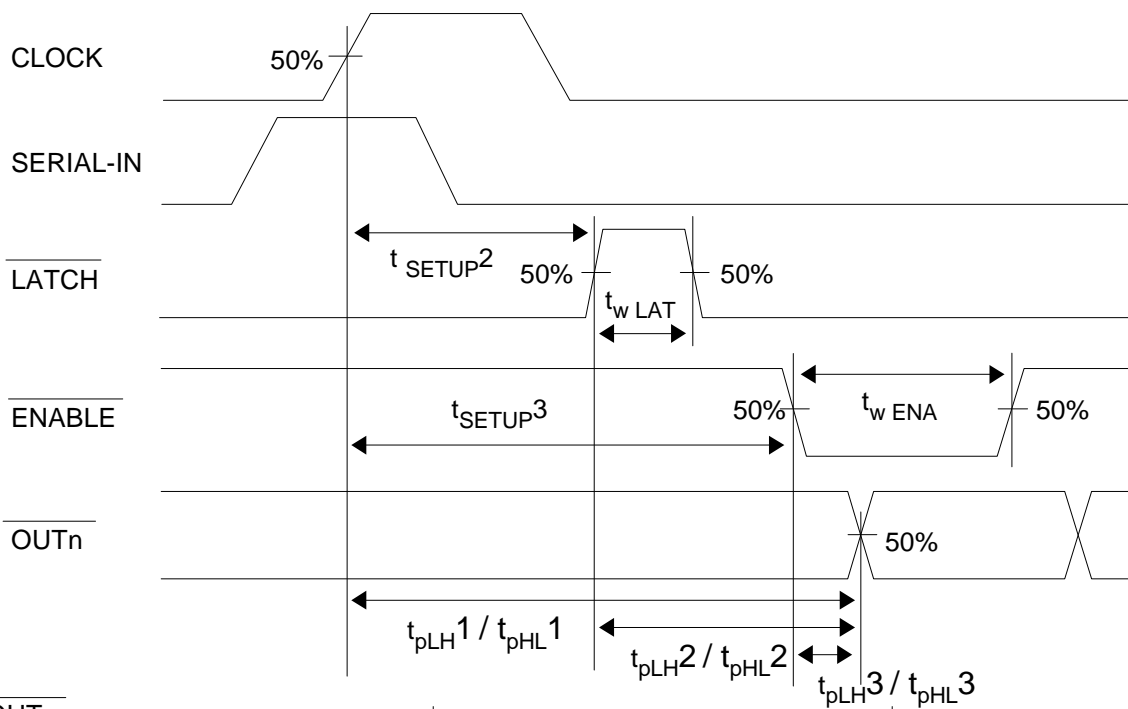 CLOCK
50%
SERIAL-IN
t SETUP2
LATCH
50%
50%
tw LAT
ENABLE
tSETUP3
50%
tw ENA
50%
OUTn
50%
tpLH1 / tpHL1
tpLH2 / tpHL2
tpLH3 / tpHL3